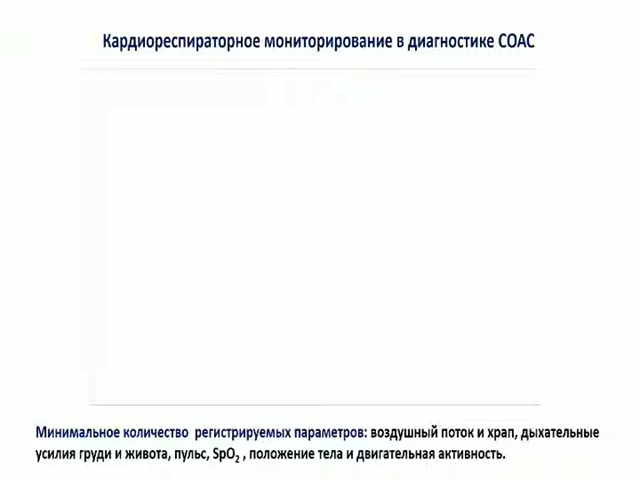 Кардиореспираторное мониторирование в диагностике СОАС
Минимальное количество регистрируемых параметров: воздушный поток и храп, дыхательные
усилия груди и живота, пульс, SpO₂ , положение тела и двигательная активность.